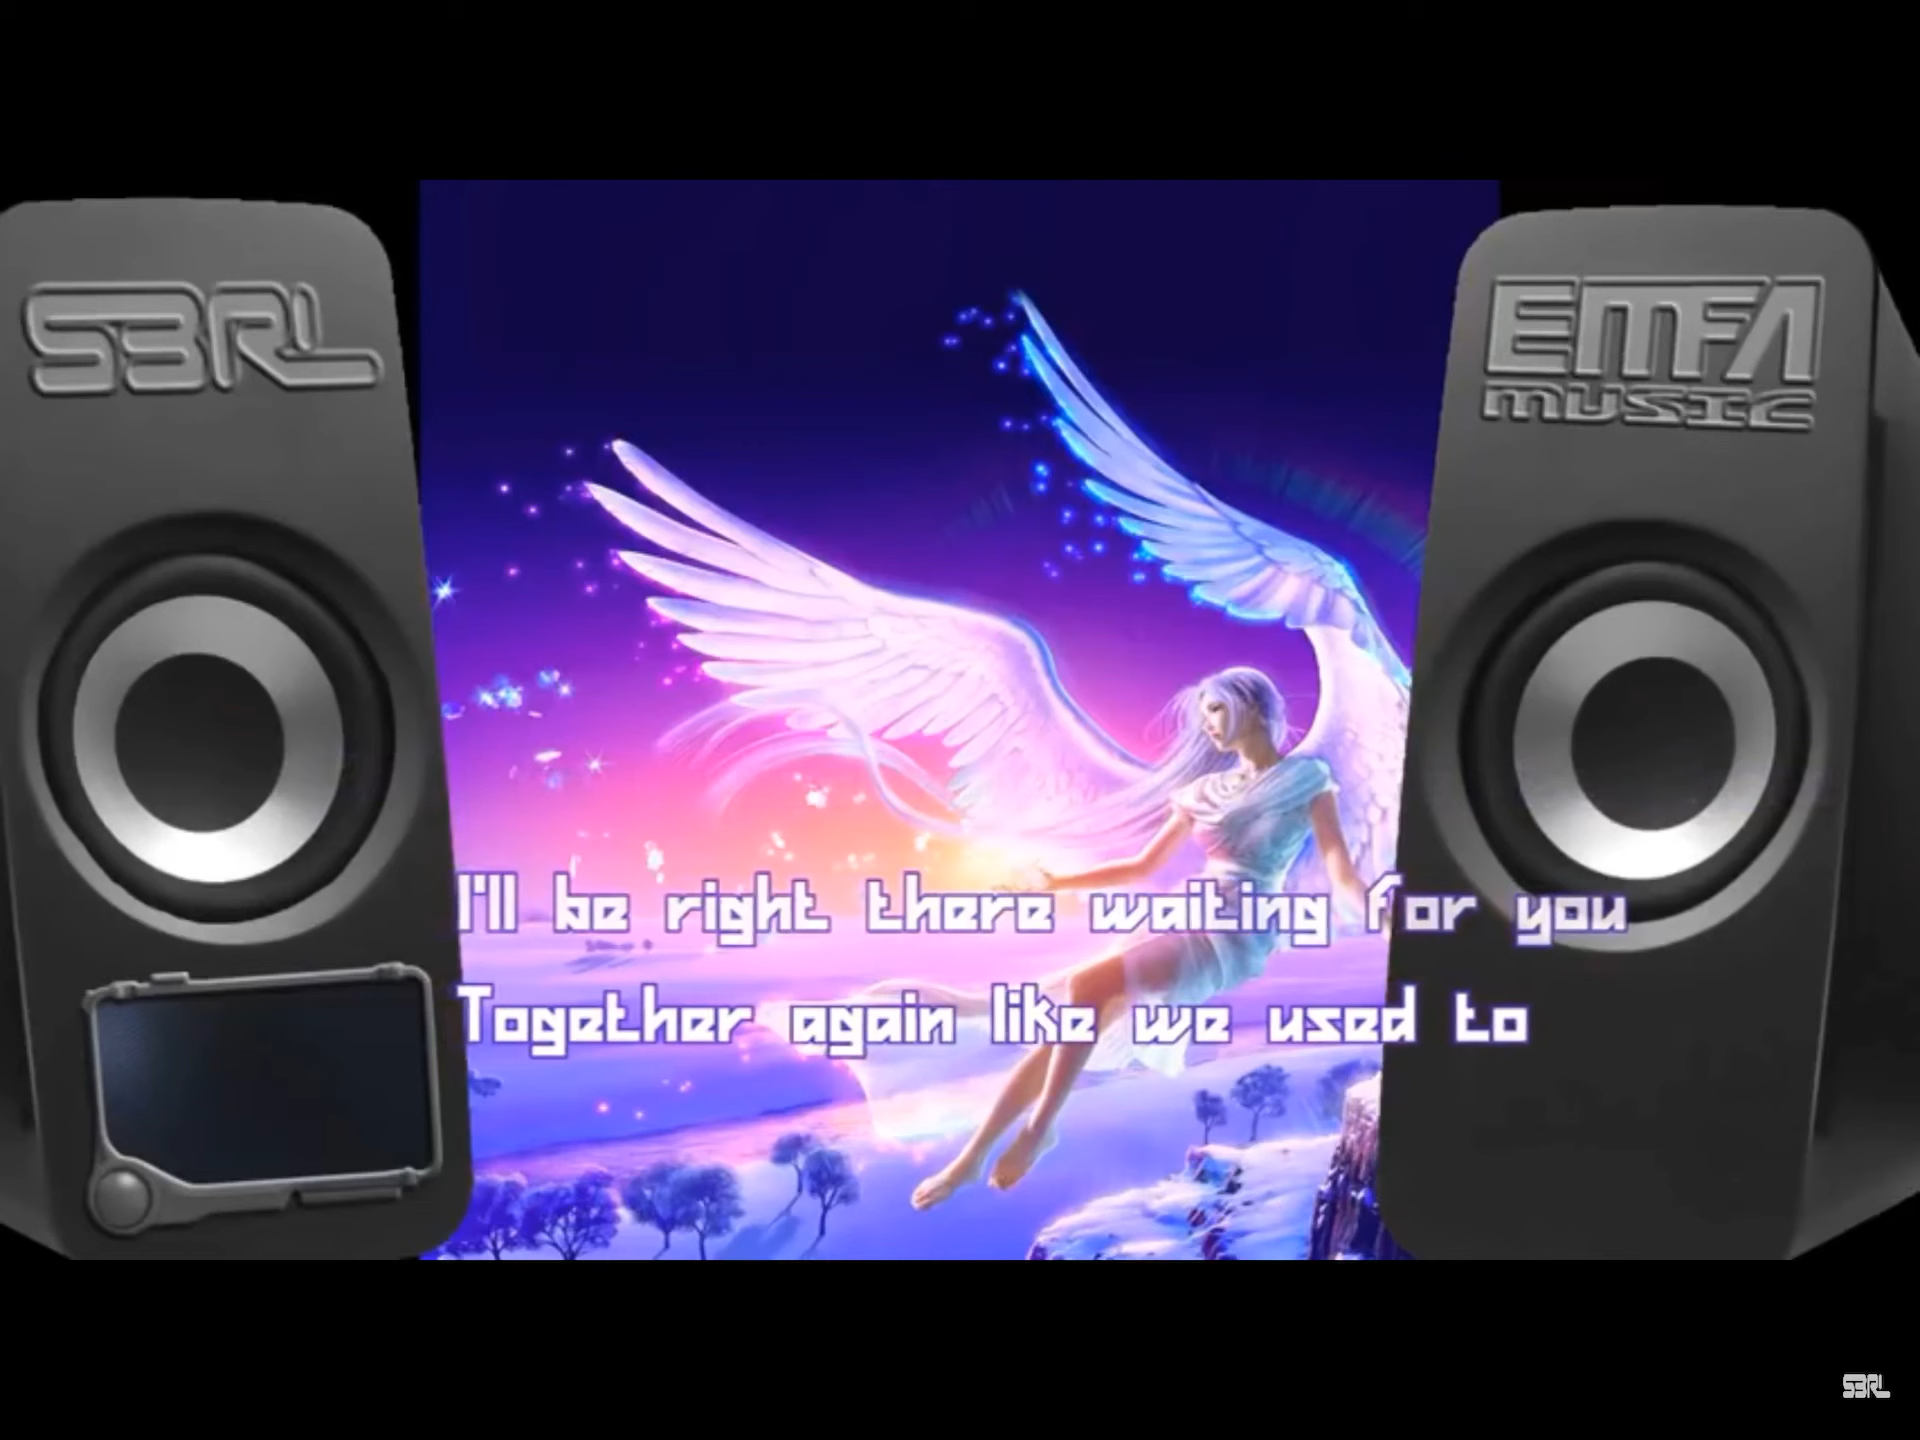 S3RL
EMFA
MUSIC
I'll be right there waiting for you
Together again like we used to
S3RL